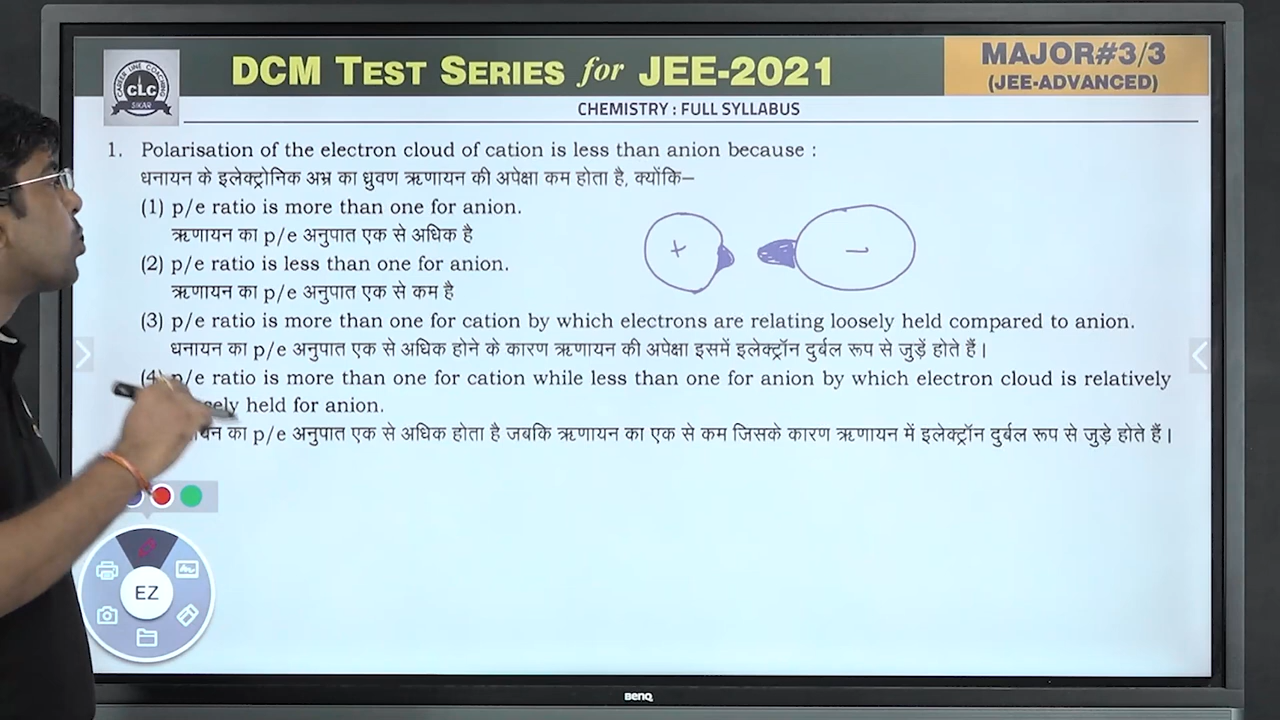 CAREER LINE COACHING
CLC
SIKAR
DCM TEST SERIES for JEE-2021
MAJOR#3/3
(JEE-ADVANCED)
CHEMISTRY : FULL SYLLABUS
1. Polarisation of the electron cloud of cation is less than anion because :
धनायन के इलेक्ट्रोनिक अभ्र का ध्रुवण ऋणायन की अपेक्षा कम होता है, क्योंकि–
(1) p/e ratio is more than one for anion.
ऋणायन का p/e अनुपात एक से अधिक है
(2) p/e ratio is less than one for anion.
ऋणायन का p/e अनुपात एक से कम है
+ –
(3) p/e ratio is more than one for cation by which electrons are relating loosely held compared to anion.
धनायन का p/e अनुपात एक से अधिक होने के कारण ऋणायन की अपेक्षा इसमें इलेक्ट्रॉन दुर्बल रूप से जुड़ें होते हैं।
(4) p/e ratio is more than one for cation while less than one for anion by which electron cloud is relatively
held for anion.
का p/e अनुपात एक से अधिक होता है जबकि ऋणायन का एक से कम जिसके कारण ऋणायन में इलेक्ट्रॉन दुर्बल रूप से जुड़े होते हैं।
EZ
BenQ